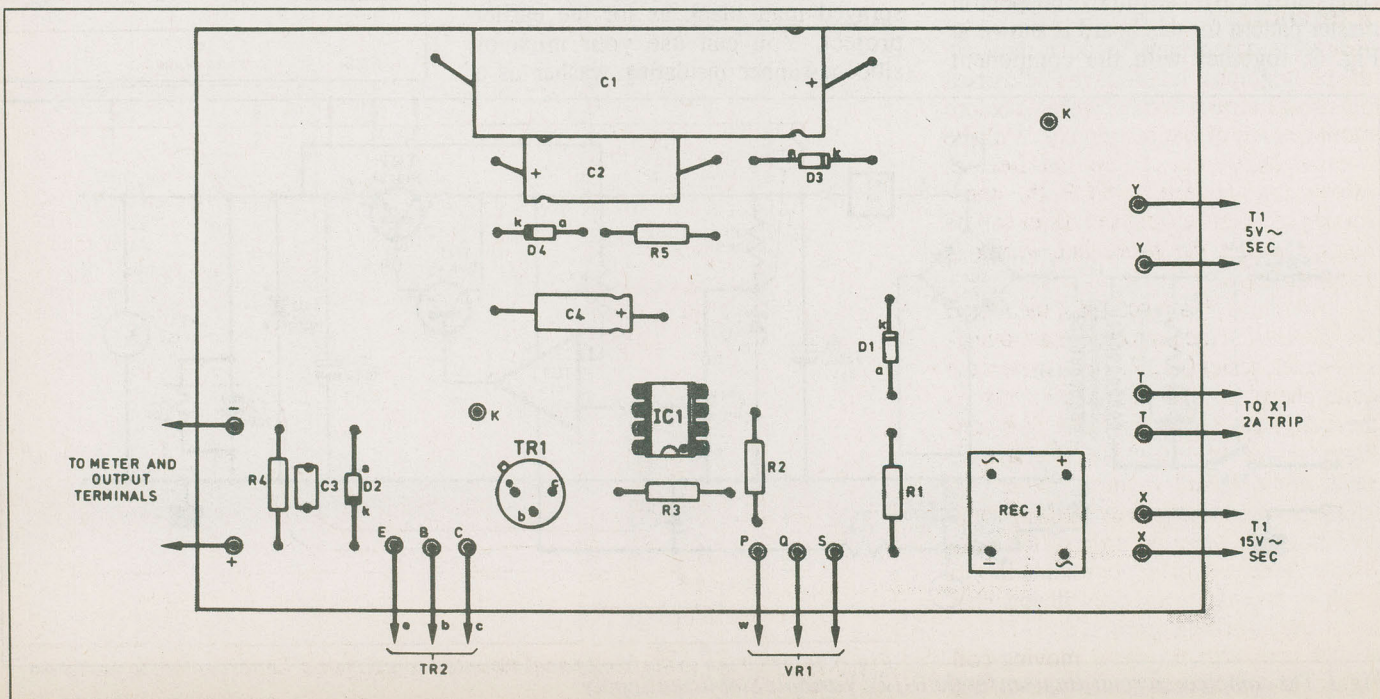 C1
+
K
+
C2
a
k
D3
Y
T1
5V~
SEC
Y
k
a
D4
R5
C4
+
k
D1
a
T
TO X1
2A TRIP
T
-
K
IC1
TR1
TO METER AND
OUTPUT
TERMINALS
R4
C3
a
D2
k
e
c
b
R2
R3
R1
~
+
REC 1
-
~
X
T1
15V~
SEC
X
+
E
B
C
P
Q
S
e
b
c
w
TR2
VR1